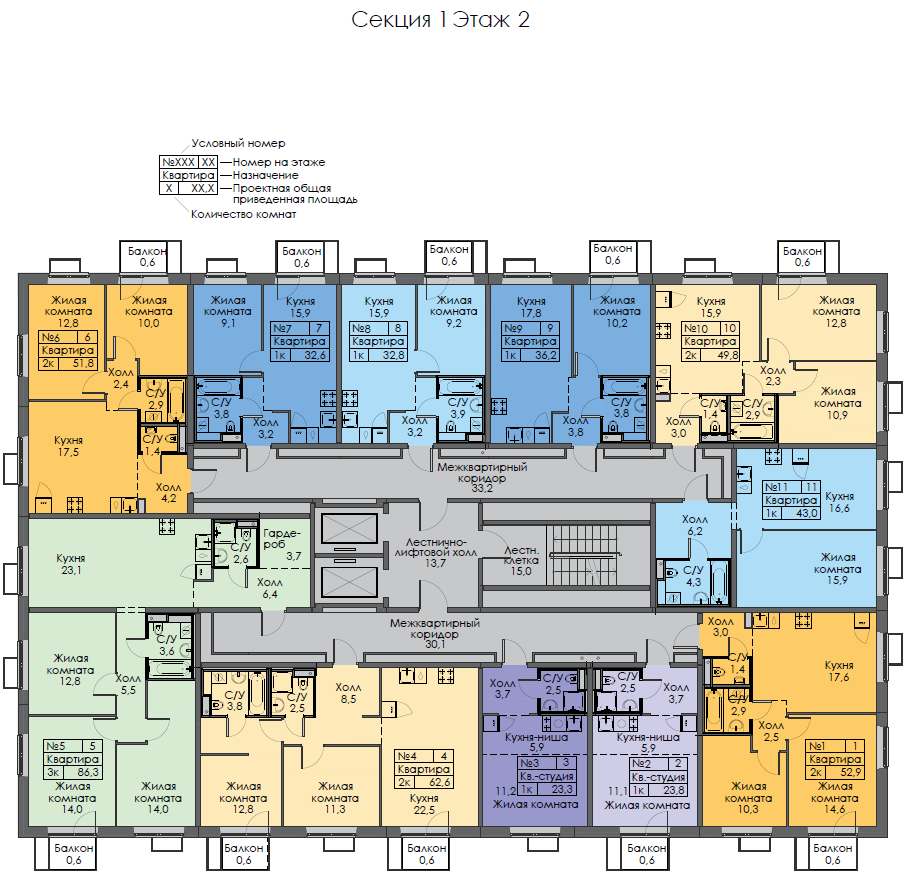 Секция 1 Этаж 2
Условный номер
№XXX XX Номер на этаже
Квартира Назначение
X XX,X Проектная общая
приведенная площадь
Количество комнат
Балкон
0,6
Балкон
0,6
Балкон
0,6
Балкон
0,6
Балкон
0,6
Жилая
комната
12,8
№6 6
Квартира
2к 51,8
Жилая
комната
10,0
Холл
2,4
С/У
2,9
С/У
1,4
Кухня
17,5
Холл
4,2
Жилая
комната
9,1
Кухня
15,9
№7 7
Квартира
1к 32,6
С/У
3,8
Холл
3,2
Кухня
15,9
№8 8
Квартира
1к 32,8
Жилая
комната
9,2
Холл
3,2
С/У
3,9
Кухня
17,8
№9 9
Квартира
1к 36,2
Жилая
комната
10,2
Холл
3,8
С/У
3,8
Кухня
15,9
№10 10
Квартира
2к 49,8
Жилая
комната
12,8
Холл
2,3
Жилая
комната
10,9
С/У
1,4
С/У
2,9
Холл
3,0
Межквартирный
коридор
33,2
№11 11
Квартира
1к 43,0
Кухня
16,6
Холл
6,2
Жилая
комната
15,9
С/У
4,3
Лестнично-
лифтовой холл
13,7
Лестн.
клетка
15,0
Кухня
23,1
Гарде-
роб
3,7
С/У
2,6
Холл
6,4
С/У
3,6
Жилая
комната
12,8
Холл
5,5
№5 5
Квартира
3к 86,3
Жилая
комната
14,0
Жилая
комната
14,0
Межквартирный
коридор
30,1
С/У
3,8
С/У
2,5
Холл
8,5
№4 4
Квартира
2к 62,6
Кухня
22,5
Жилая
комната
12,8
Жилая
комната
11,3
Холл
3,7
С/У
2,5
Кухня-ниша
5,9
№3 3
Кв.-студия
1к 23,3
11,2
Жилая комната
С/У
2,5
Холл
3,7
Кухня-ниша
5,9
№2 2
Кв.-студия
1к 23,8
11,1
Жилая комната
Холл
3,0
С/У
1,4
С/У
2,9
Кухня
17,6
Холл
2,5
№1 1
Квартира
2к 52,9
Жилая
комната
10,3
Жилая
комната
14,6
Балкон
0,6
Балкон
0,6
Балкон
0,6
Балкон
0,6
Балкон
0,6